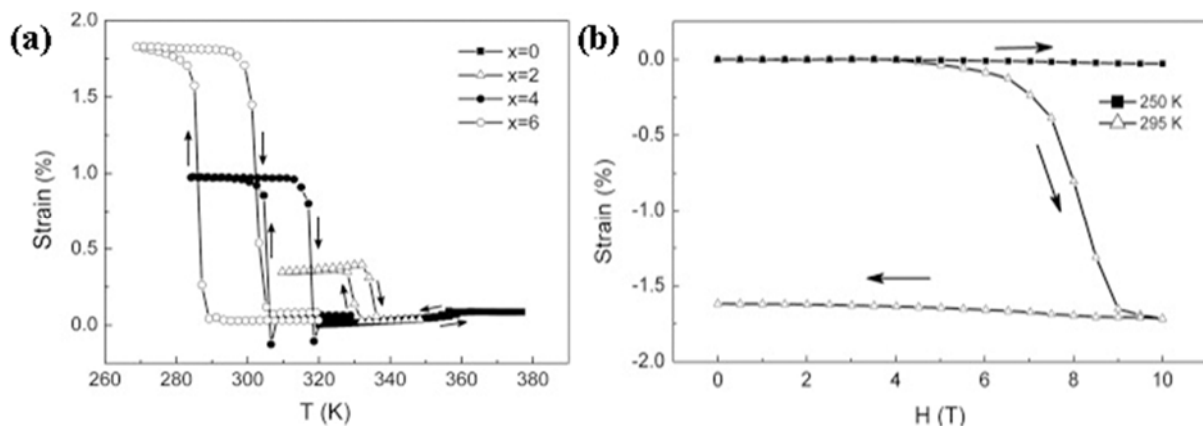 (a)
2.0
1.5
1.0
0.5
0.0
Strain (%)
x=0
x=2
x=4
x=6
260 280 300 320 340 360 380
T (K)
(b)
0.0
-0.5
-1.0
-1.5
-2.0
Strain (%)
250 K
295 K
0 2 4 6 8 10
H (T)